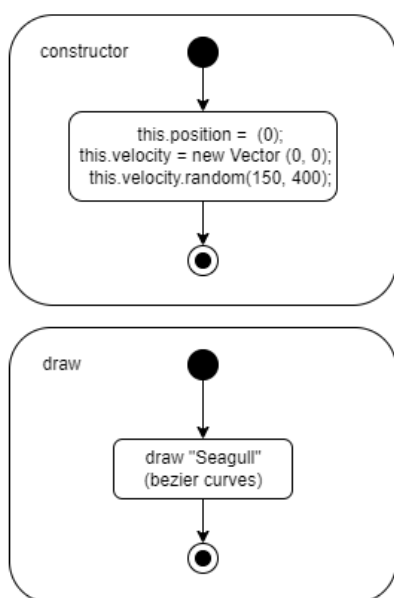 constructor
this.position = (0);
this.velocity = new Vector (0, 0);
this.velocity.random(150, 400);
draw
draw "Seagull"
(bezier curves)